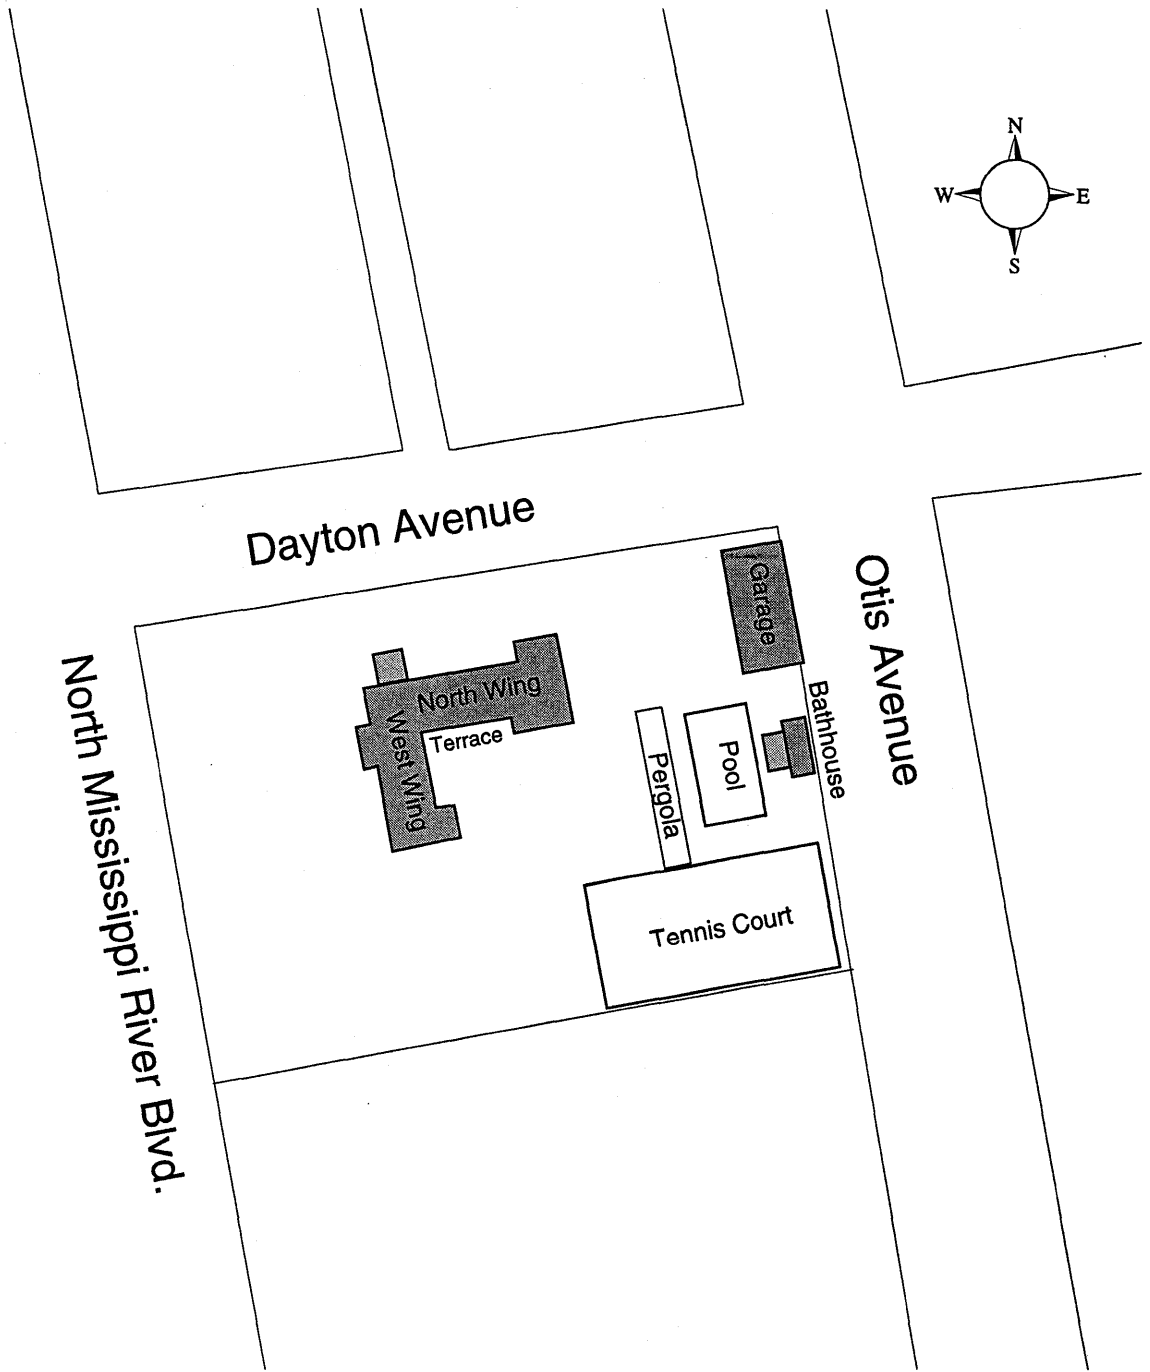 N
W
E
S
Dayton Avenue
Garage
Otis Avenue
North Wing
West Wing
Terrace
North Mississippi River Blvd.
Bathhouse
Pool
Pergola
Tennis Court